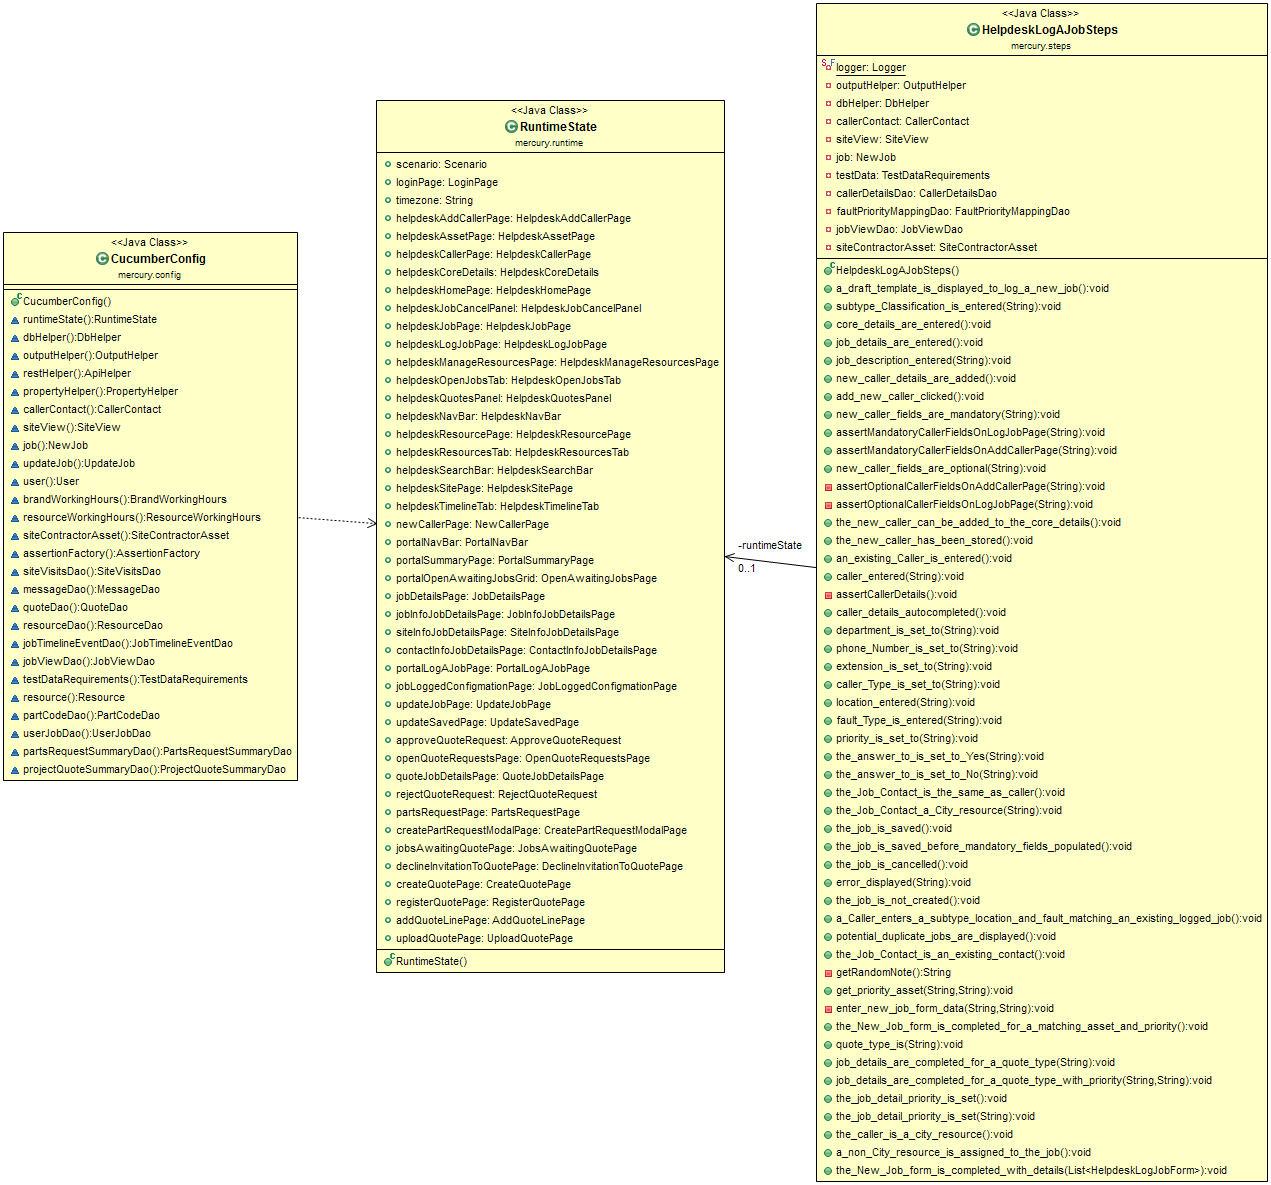 <<Java Class>>
CucumberConfig
mercury.config
CucumberConfig()
runtimeState():RuntimeState
dbHelper():DbHelper
outputHelper():OutputHelper
restHelper():ApiHelper
propertyHelper():PropertyHelper
callerContact():CallerContact
siteView():SiteView
job():NewJob
updateJob():UpdateJob
user():User
brandWorkingHours():BrandWorkingHours
resourceWorkingHours():ResourceWorkingHours
siteContractorAsset():SiteContractorAsset
assertionFactory():AssertionFactory
siteVisitsDao():SiteVisitsDao
messageDao():MessageDao
quoteDao():QuoteDao
resourceDao():ResourceDao
jobTimelineEventDao():JobTimelineEventDao
jobViewDao():JobViewDao
testDataRequirements():TestDataRequirements
resource():Resource
partCodeDao():PartCodeDao
userJobDao():UserJobDao
partsRequestSummaryDao():PartsRequestSummaryDao
projectQuoteSummaryDao():ProjectQuoteSummaryDao
<<Java Class>>
RuntimeState
mercury.runtime
scenario: Scenario
loginPage: LoginPage
timezone: String
helpdeskAddCallerPage: HelpdeskAddCallerPage
helpdeskAssetPage: HelpdeskAssetPage
helpdeskCallerPage: HelpdeskCallerPage
helpdeskCoreDetails: HelpdeskCoreDetails
helpdeskHomePage: HelpdeskHomePage
helpdeskJobCancelPanel: HelpdeskJobCancelPanel
helpdeskJobPage: HelpdeskJobPage
helpdeskLogJobPage: HelpdeskLogJobPage
helpdeskManageResourcesPage: HelpdeskManageResourcesPage
helpdeskOpenJobsTab: HelpdeskOpenJobsTab
helpdeskQuotesPanel: HelpdeskQuotesPanel
helpdeskNavBar: HelpdeskNavBar
helpdeskResourcePage: HelpdeskResourcePage
helpdeskResourcesTab: HelpdeskResourcesTab
helpdeskSearchBar: HelpdeskSearchBar
helpdeskSitePage: HelpdeskSitePage
helpdeskTimelineTab: HelpdeskTimelineTab
newCallerPage: NewCallerPage
portalNavBar: PortalNavBar
portalSummaryPage: PortalSummaryPage
portalOpenAwaitingJobsGrid: OpenAwaitingJobsPage
jobDetailsPage: JobDetailsPage
jobInfoJobDetailsPage: JobInfoJobDetailsPage
siteInfoJobDetailsPage: SiteInfoJobDetailsPage
contactInfoJobDetailsPage: ContactInfoJobDetailsPage
portalLogAJobPage: PortalLogAJobPage
jobLoggedConfigmationPage: JobLoggedConfigmationPage
updateJobPage: UpdateJobPage
updateSavedPage: UpdateSavedPage
approveQuoteRequest: ApproveQuoteRequest
openQuoteRequestsPage: OpenQuoteRequestsPage
quoteJobDetailsPage: QuoteJobDetailsPage
rejectQuoteRequest: RejectQuoteRequest
partsRequestPage: PartsRequestPage
createPartRequestModalPage: CreatePartRequestModalPage
jobsAwaitingQuotePage: JobsAwaitingQuotePage
declineInvitationToQuotePage: DeclineInvitationToQuotePage
createQuotePage: CreateQuotePage
registerQuotePage: RegisterQuotePage
addQuoteLinePage: AddQuoteLinePage
uploadQuotePage: UploadQuotePage
RuntimeState()
-runtimeState
0..1
<<Java Class>>
HelpdeskLogAJobSteps
mercury.steps
logger: Logger
outputHelper: OutputHelper
dbHelper: DbHelper
callerContact: CallerContact
siteView: SiteView
job: NewJob
testData: TestDataRequirements
callerDetailsDao: CallerDetailsDao
faultPriorityMappingDao: FaultPriorityMappingDao
jobViewDao: JobViewDao
siteContractorAsset: SiteContractorAsset
HelpdeskLogAJobSteps()
a_draft_template_is_displayed_to_log_a_new_job():void
subtype_Classification_is_entered(String):void
core_details_are_entered():void
job_details_are_entered():void
job_description_entered(String):void
new_caller_details_are_added():void
add_new_caller_clicked():void
new_caller_fields_are_mandatory(String):void
assertMandatoryCallerFieldsOnLogJobPage(String):void
assertMandatoryCallerFieldsOnAddCallerPage(String):void
new_caller_fields_are_optional(String):void
assertOptionalCallerFieldsOnAddCallerPage(String):void
assertOptionalCallerFieldsOnLogJobPage(String):void
the_new_caller_can_be_added_to_the_core_details():void
the_new_caller_has_been_stored():void
an_existing_Caller_is_entered():void
caller_entered(String):void
assertCallerDetails():void
caller_details_autocompleted():void
department_is_set_to(String):void
phone_Number_is_set_to(String):void
extension_is_set_to(String):void
caller_Type_is_set_to(String):void
location_entered(String):void
fault_Type_is_entered(String):void
priority_is_set_to(String):void
the_answer_to_is_set_to_Yes(String):void
the_answer_to_is_set_to_No(String):void
the_Job_Contact_is_the_same_as_caller():void
the_Job_Contact_a_City_resource(String):void
the_job_is_saved():void
the_job_is_saved_before_mandatory_fields_populated():void
the_job_is_cancelled():void
error_displayed(String):void
the_job_is_not_created():void
a_Caller_enters_a_subtype_location_and_fault_matching_an_existing_logged_job():void
potential_duplicate_jobs_are_displayed():void
the_Job_Contact_is_an_existing_contact():void
getRandomNote():String
get_priority_asset(String,String):void
enter_new_job_form_data(String,String):void
the_New_Job_form_is_completed_for_a_matching_asset_and_priority():void
quote_type_is(String):void
job_details_are_completed_for_a_quote_type(String):void
job_details_are_completed_for_a_quote_type_with_priority(String,String):void
the_job_detail_priority_is_set():void
the_job_detail_priority_is_set(String):void
the_caller_is_a_city_resource():void
a_non_City_resource_is_assigned_to_the_job():void
the_New_Job_form_is_completed_with_details(List<HelpdeskLogJobForm>):void